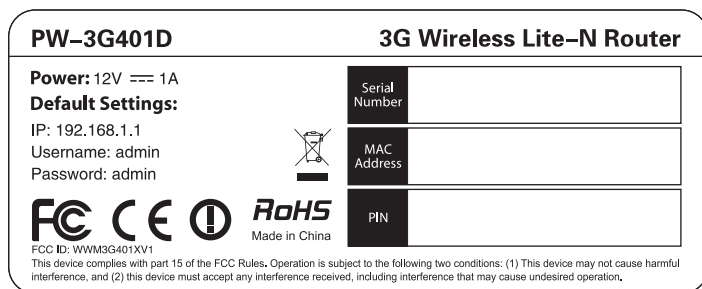 PW–3G401D
3G Wireless Lite–N Router
Power: 12V ⎓ 1A
Default Settings:
IP: 192.168.1.1
Username: admin
Password: admin
Serial
Number
MAC
Address
PIN
FC CE
RoHS
Made in China
FCC ID: WWM3G401XV1
This device complies with part 15 of the FCC Rules. Operation is subject to the following two conditions: (1) This device may not cause harmful
interference, and (2) this device must accept any interference received, including interference that may cause undesired operation.